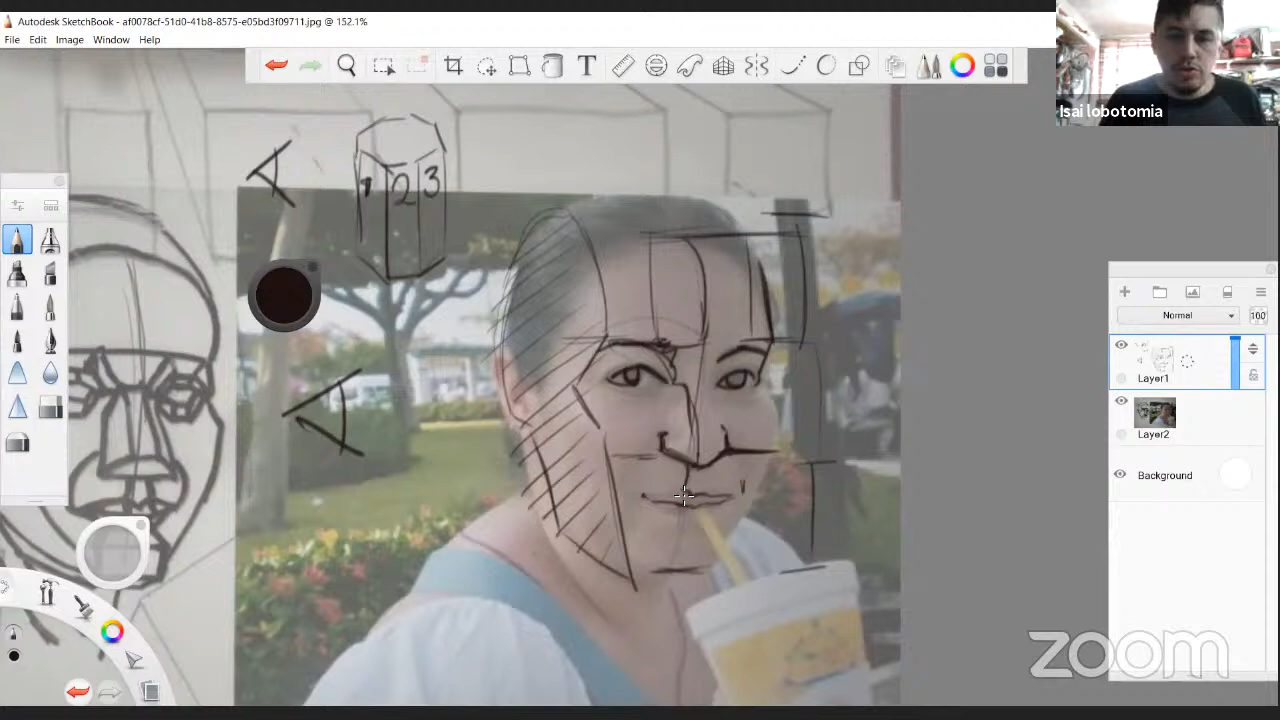 Autodesk SketchBook - af0078cf-51d0-41b8-8575-e05bd3f09711.jpg @ 152.1%
File Edit Image Window Help
T
Isai lobotomia
1 2 3
Normal
100
Layer1
Layer2
Background
zoom